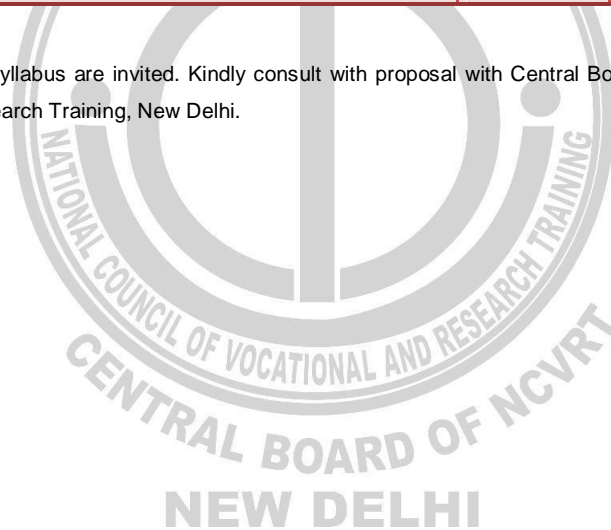 yllabus are invited. Kindly consult with proposal with Central Bo
earch Training, New Delhi.
NATIONAL COUNCIL OF VOCATIONAL AND RESEARCH TRAINING
CENTRAL BOARD OF NCVRT
NEW DELHI